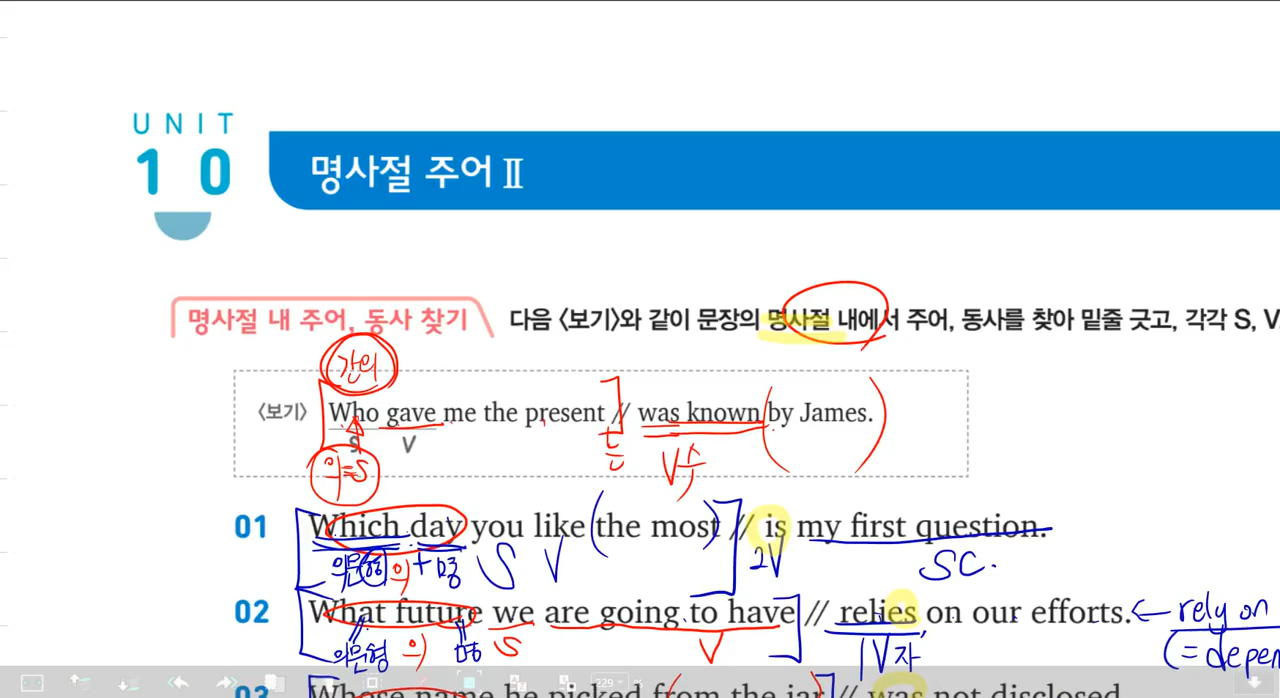 UNIT
10
명사절 주어 Ⅱ
명사절 내 주어, 동사 찾기
다음 〈보기〉와 같이 문장의 명사절 내에서 주어, 동사를 찾아 밑줄 긋고, 각각 S, V
간의
〈보기〉 Who gave me the present // was known by James.
S V
의=S
01 Which day you like the most // is my first question.
의문형 의 + 명 S V 2V SC.
02 What future we are going to have // relies on our efforts. ← rely on
의문형 의 명 S V 1V자 (= depen
03 Whose name he picked from the jar // was not disclosed.
229